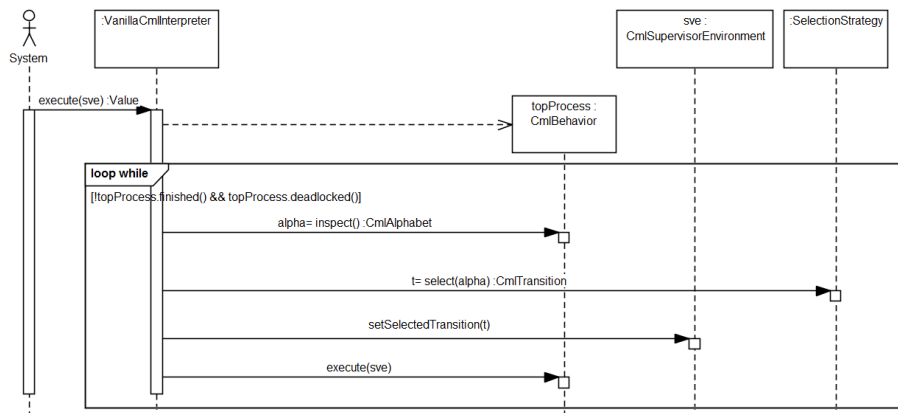 :VanillaCmlInterpreter
sve :
CmlSupervisorEnvironment
:SelectionStrategy
System
execute(sve) :Value
topProcess :
CmlBehavior
loop while
[!topProcess.finished() && topProcess.deadlocked()]
alpha= inspect() :CmlAlphabet
t= select(alpha) :CmlTransition
setSelectedTransition(t)
execute(sve)